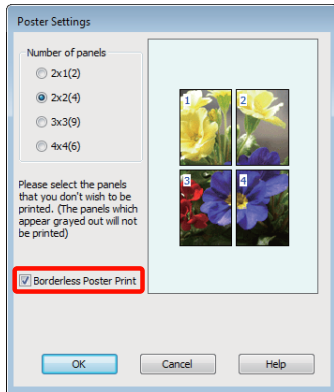 Poster Settings
Number of panels
2x1(2)
2x2(4)
3x3(9)
4x4(6)
1 2
3 4
Please select the panels
that you don't wish to be
printed. (The panels which
appear grayed out will not
be printed)
Borderless Poster Print
OK Cancel Help